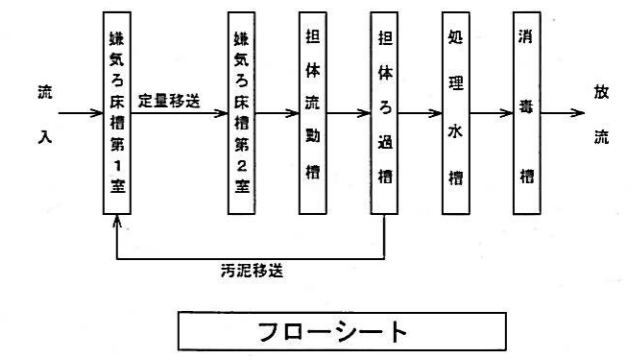 流入
嫌気ろ床槽第1室
定量移送
嫌気ろ床槽第2室
担体流動槽
担体ろ過槽
処理水槽
消毒槽
放流
汚泥移送
フローシート